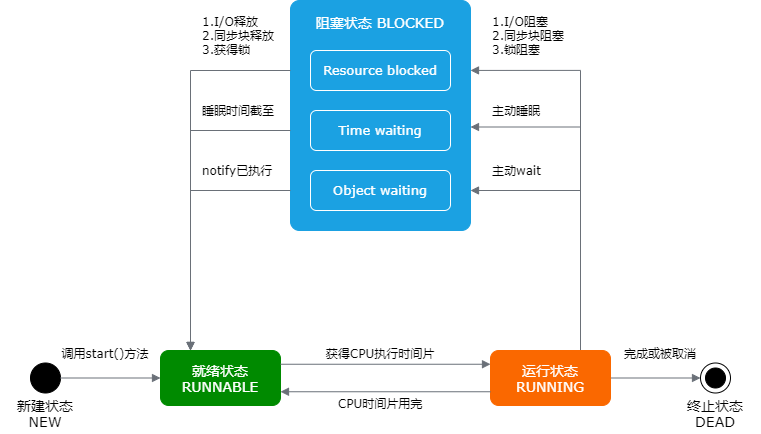 阻塞状态 BLOCKED
1.I/O释放
2.同步块释放
3.获得锁
1.I/O阻塞
2.同步块阻塞
3.锁阻塞
Resource blocked
睡眠时间截至
主动睡眠
Time waiting
notify已执行
主动wait
Object waiting
调用start()方法
获得CPU执行时间片
完成或被取消
就绪状态
RUNNABLE
运行状态
RUNNING
CPU时间片用完
新建状态
NEW
终止状态
DEAD